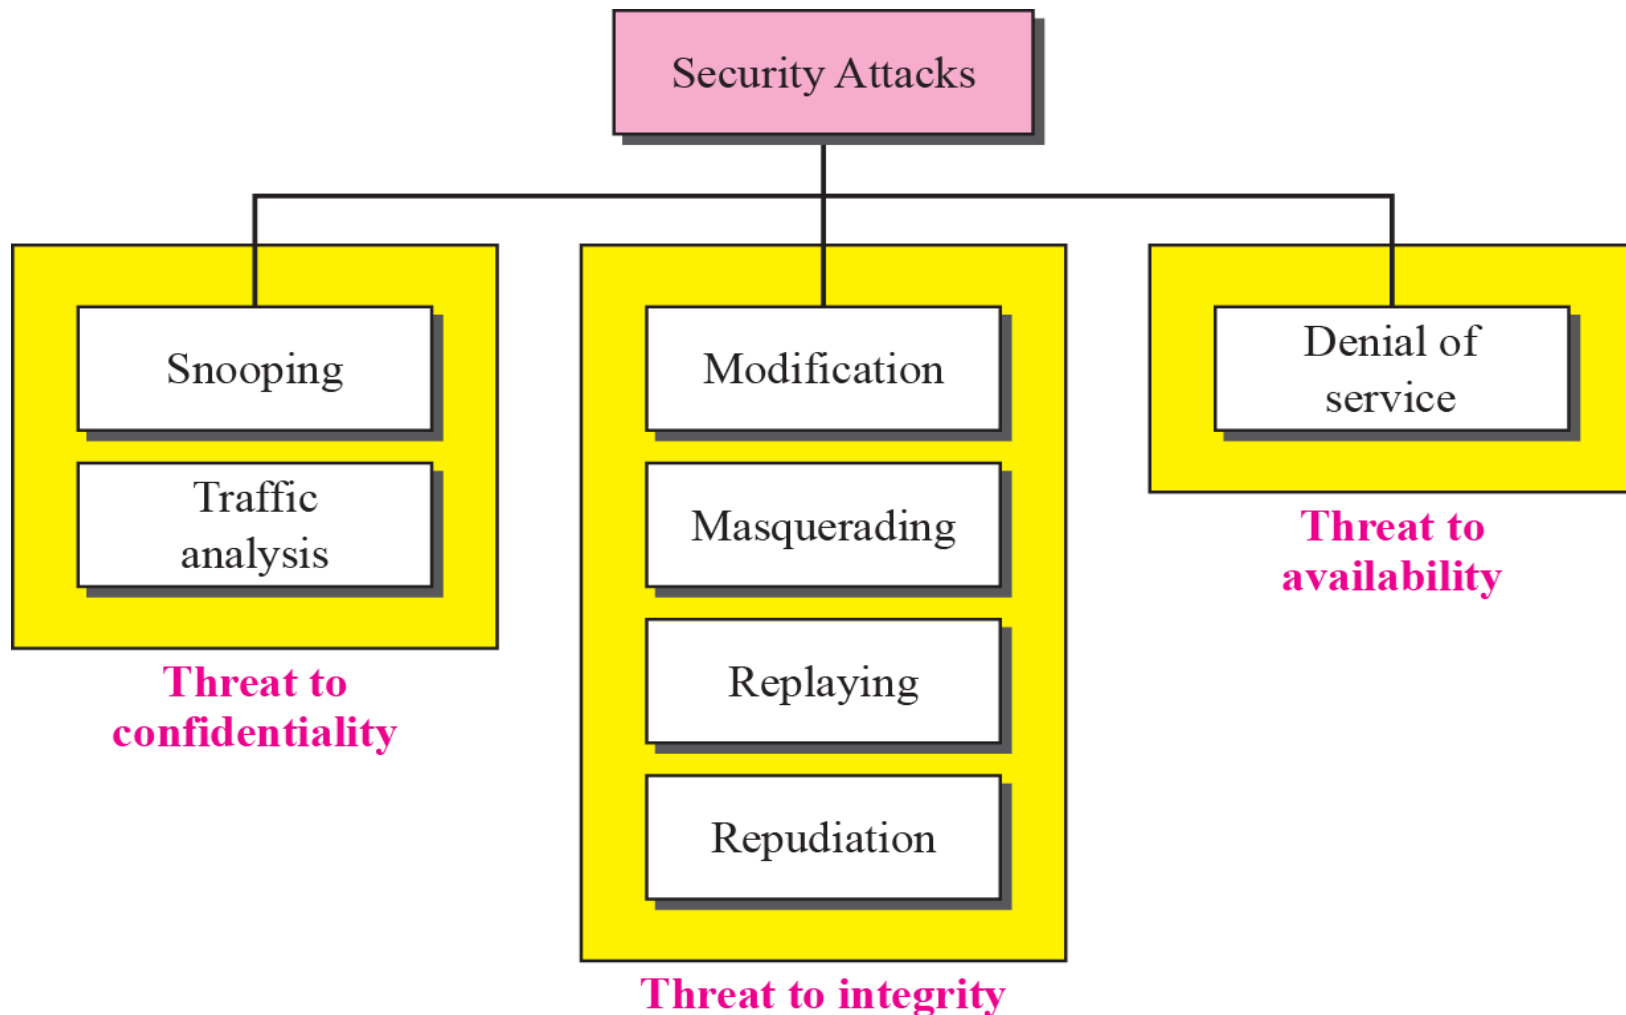 Security Attacks
Snooping
Traffic
analysis
Threat to
confidentiality
Modification
Masquerading
Replaying
Repudiation
Threat to integrity
Denial of
service
Threat to
availability